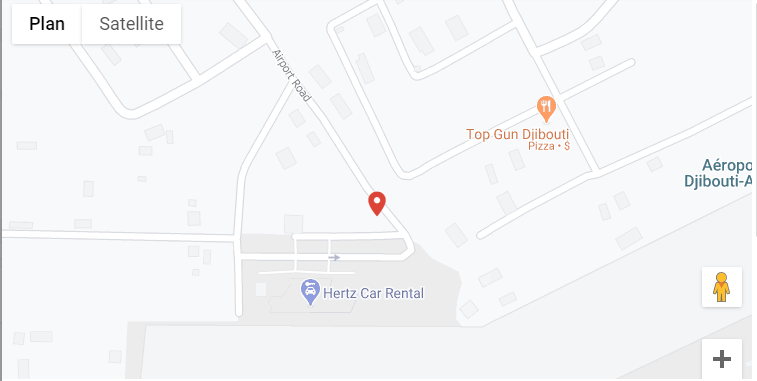 Plan Satellite
Airport Road
Top Gun Djibouti
Pizza • $
Aéropo
Djibouti-A
Hertz Car Rental